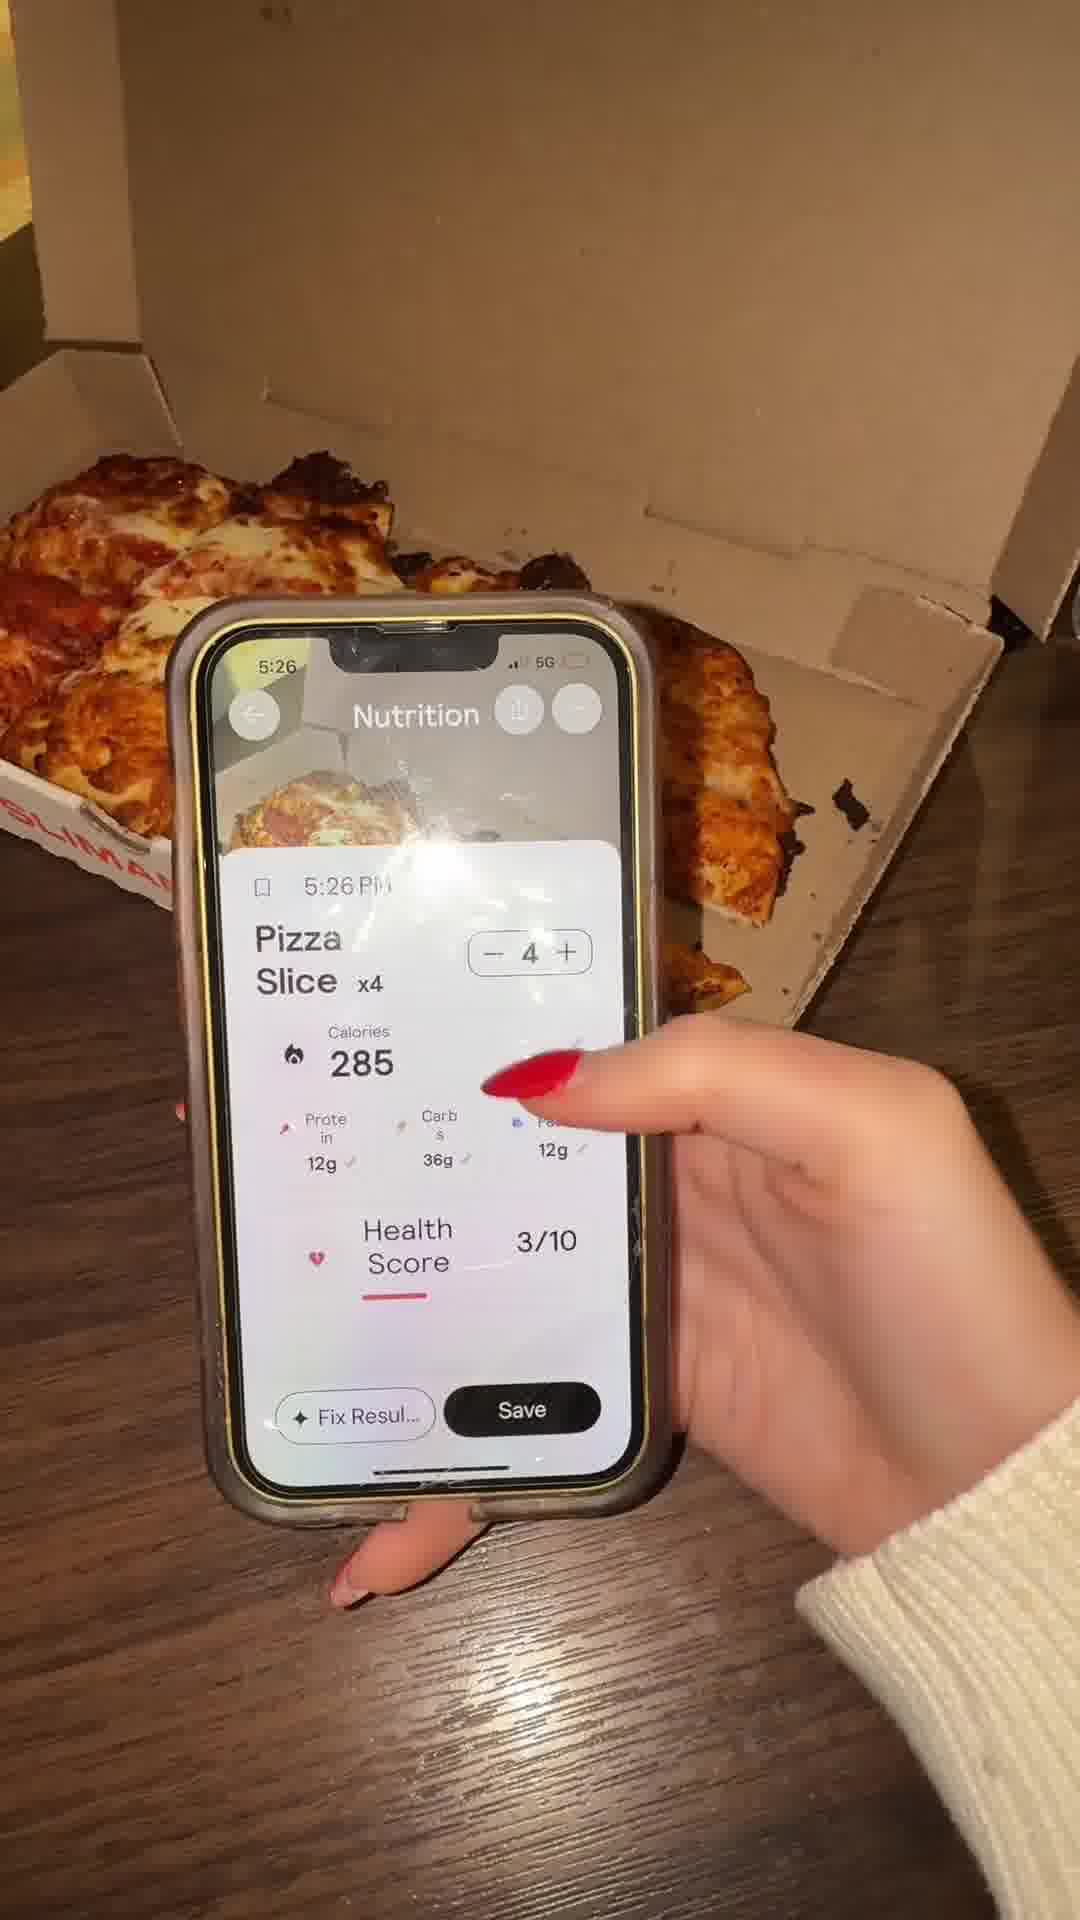 5:26 5G
Nutrition
5:26 PM
Pizza
Slice x4
4
Calories
285
Prote
in
12g
Carb
s
36g
12g
Health
Score
3/10
Fix Resul...
Save